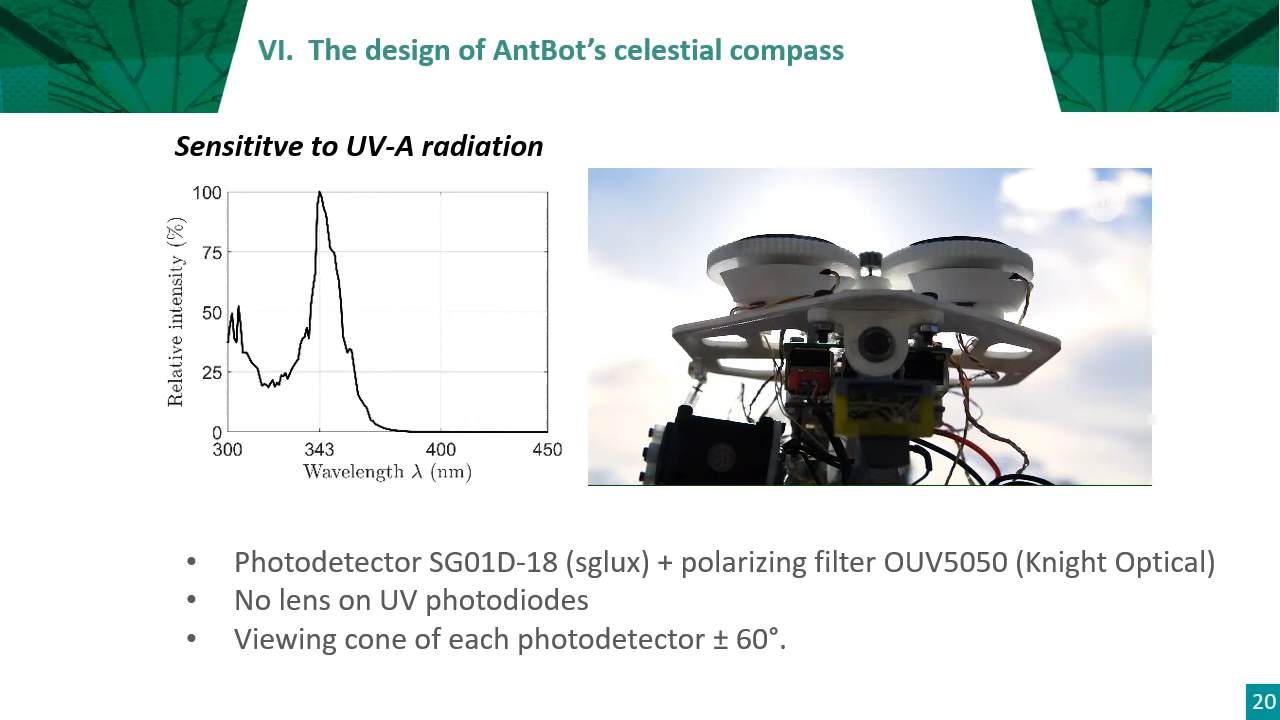 VI. The design of AntBot's celestial compass
Sensititve to UV-A radiation
100
75
50
25
0
Relative intensity (%)
300 343 400 450
Wavelength λ (nm)
• Photodetector SG01D-18 (sglux) + polarizing filter OUV5050 (Knight Optical)
• No lens on UV photodiodes
• Viewing cone of each photodetector ± 60°.
20